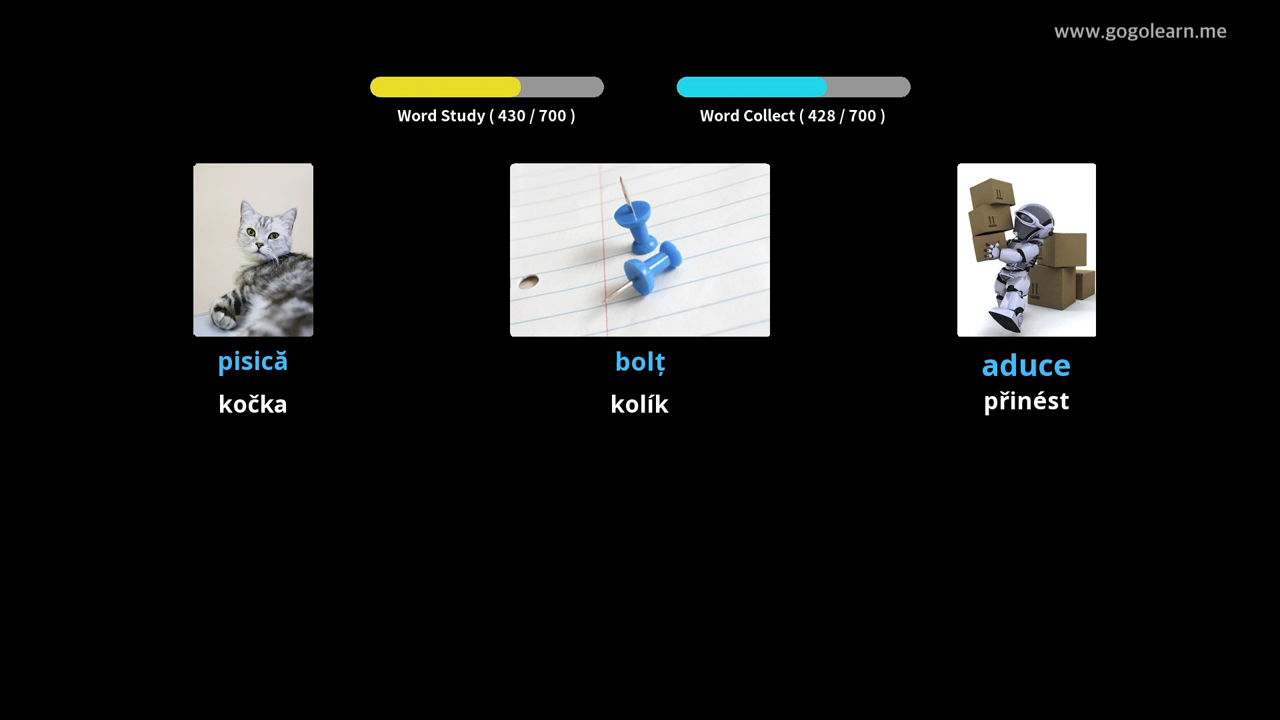 www.gogolearn.me
Word Study ( 430 / 700 )
Word Collect ( 428 / 700 )
pisică
bolț
aduce
kočka
kolík
přinést